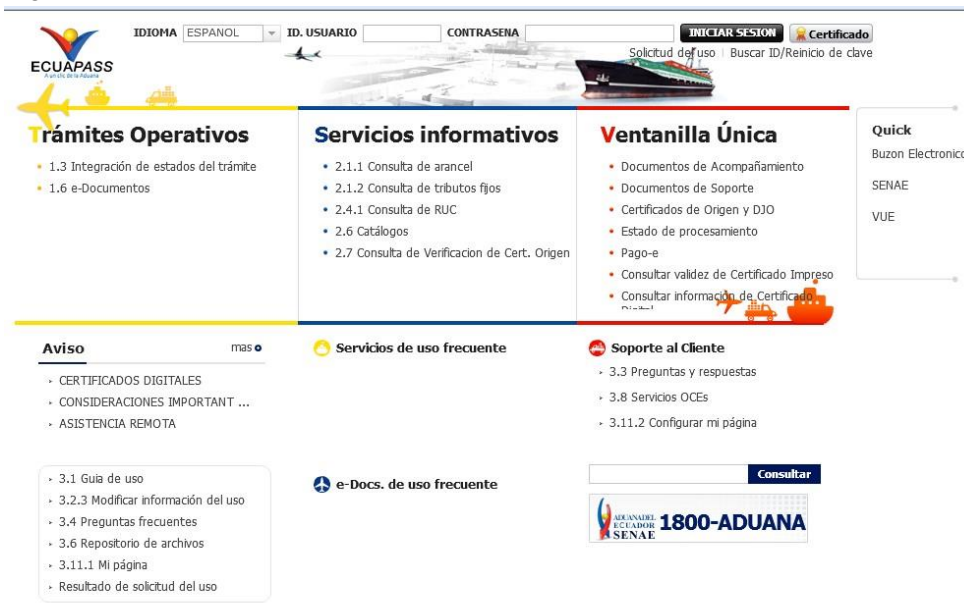 IDIOMA ESPANOL ID. USUARIO CONTRASENA INICIAR SESION Certificado
Solicitud del uso | Buscar ID/Reinicio de clave
ECUAPASS
A un clic de la Aduana
Trámites Operativos
1.3 Integración de estados del trámite
1.6 e-Documentos
Servicios informativos
2.1.1 Consulta de arancel
2.1.2 Consulta de tributos fijos
2.4.1 Consulta de RUC
2.6 Catálogos
2.7 Consulta de Verificacion de Cert. Origen
Ventanilla Única
Documentos de Acompañamiento
Documentos de Soporte
Certificados de Origen y DJO
Estado de procesamiento
Pago-e
Consultar validez de Certificado Impreso
Consultar información de Certificado
Quick
Buzon Electronico
SENAE
VUE
Aviso mas
CERTIFICADOS DIGITALES
CONSIDERACIONES IMPORTANT ...
ASISTENCIA REMOTA
Servicios de uso frecuente
Soporte al Cliente
3.3 Preguntas y respuestas
3.8 Servicios OCEs
3.11.2 Configurar mi página
3.1 Guia de uso
3.2.3 Modificar información del uso
3.4 Preguntas frecuentes
3.6 Repositorio de archivos
3.11.1 Mi página
Resultado de solicitud del uso
e-Docs. de uso frecuente
Consultar
ADUANA DEL
ECUADOR
SENAE
1800-ADUANA